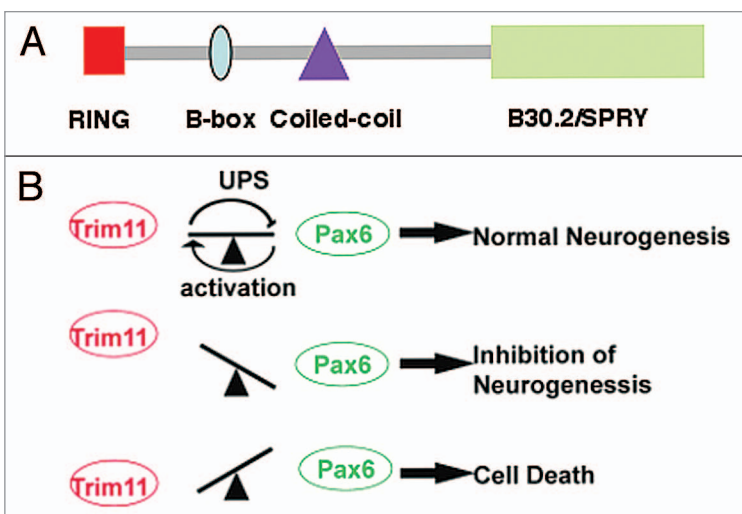 A
RING B-box Coiled-coil B30.2/SPRY
B
UPS
Trim11 Pax6 Normal Neurogenesis
activation
Trim11
Pax6 Inhibition of
Neurogenessis
Trim11 Pax6 Cell Death